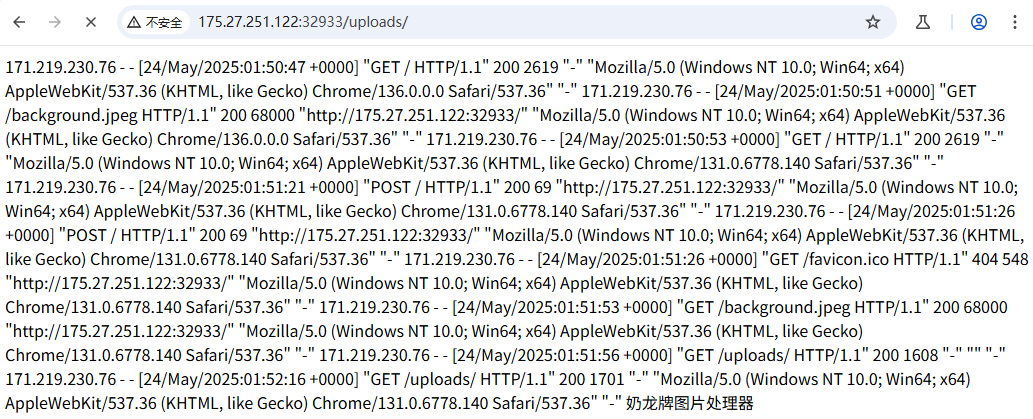 不安全 175.27.251.122:32933/uploads/
171.219.230.76 - - [24/May/2025:01:50:47 +0000] "GET / HTTP/1.1" 200 2619 "-" "Mozilla/5.0 (Windows NT 10.0; Win64; x64)
AppleWebKit/537.36 (KHTML, like Gecko) Chrome/136.0.0.0 Safari/537.36" "-" 171.219.230.76 - - [24/May/2025:01:50:51 +0000] "GET
/background.jpeg HTTP/1.1" 200 68000 "http://175.27.251.122:32933/" "Mozilla/5.0 (Windows NT 10.0; Win64; x64) AppleWebKit/537.36
(KHTML, like Gecko) Chrome/136.0.0.0 Safari/537.36" "-" 171.219.230.76 - - [24/May/2025:01:50:53 +0000] "GET / HTTP/1.1" 200 2619 "-"
"Mozilla/5.0 (Windows NT 10.0; Win64; x64) AppleWebKit/537.36 (KHTML, like Gecko) Chrome/131.0.6778.140 Safari/537.36" "-"
171.219.230.76 - - [24/May/2025:01:51:21 +0000] "POST / HTTP/1.1" 200 69 "http://175.27.251.122:32933/" "Mozilla/5.0 (Windows NT 10.0;
Win64; x64) AppleWebKit/537.36 (KHTML, like Gecko) Chrome/131.0.6778.140 Safari/537.36" "-" 171.219.230.76 - - [24/May/2025:01:51:26
+0000] "POST / HTTP/1.1" 200 69 "http://175.27.251.122:32933/" "Mozilla/5.0 (Windows NT 10.0; Win64; x64) AppleWebKit/537.36 (KHTML,
like Gecko) Chrome/131.0.6778.140 Safari/537.36" "-" 171.219.230.76 - - [24/May/2025:01:51:26 +0000] "GET /favicon.ico HTTP/1.1" 404 548
"http://175.27.251.122:32933/" "Mozilla/5.0 (Windows NT 10.0; Win64; x64) AppleWebKit/537.36 (KHTML, like Gecko)
Chrome/131.0.6778.140 Safari/537.36" "-" 171.219.230.76 - - [24/May/2025:01:51:53 +0000] "GET /background.jpeg HTTP/1.1" 200 68000
"http://175.27.251.122:32933/" "Mozilla/5.0 (Windows NT 10.0; Win64; x64) AppleWebKit/537.36 (KHTML, like Gecko)
Chrome/131.0.6778.140 Safari/537.36" "-" 171.219.230.76 - - [24/May/2025:01:51:56 +0000] "GET /uploads/ HTTP/1.1" 200 1608 "-" "" "-"
171.219.230.76 - - [24/May/2025:01:52:16 +0000] "GET /uploads/ HTTP/1.1" 200 1701 "-" "Mozilla/5.0 (Windows NT 10.0; Win64; x64)
AppleWebKit/537.36 (KHTML, like Gecko) Chrome/131.0.6778.140 Safari/537.36" "-" 奶龙牌图片处理器